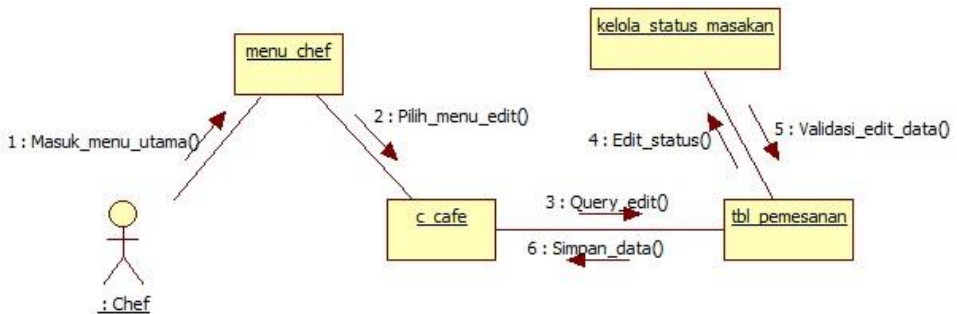 kelola_status_masakan
menu_chef
2 : Pilih_menu_edit()
1 : Masuk_menu_utama()
4 : Edit_status()
5 : Validasi_edit_data()
3 : Query_edit()
c_cafe
tbl_pemesanan
6 : Simpan_data()
: Chef